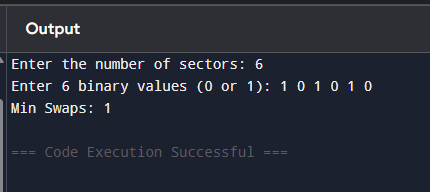 Output
Enter the number of sectors: 6
Enter 6 binary values (0 or 1): 1 0 1 0 1 0
Min Swaps: 1
=== Code Execution Successful ===